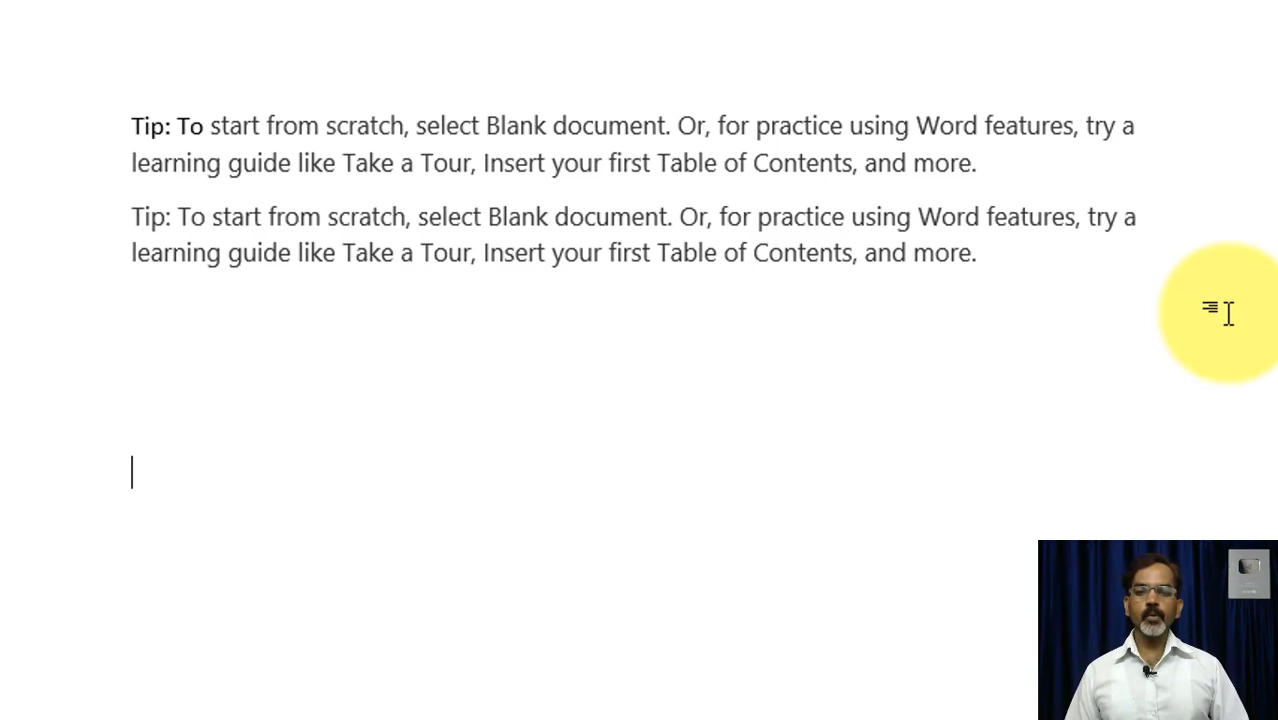 Tip: To start from scratch, select Blank document. Or, for practice using Word features, try a
learning guide like Take a Tour, Insert your first Table of Contents, and more.
Tip: To start from scratch, select Blank document. Or, for practice using Word features, try a
learning guide like Take a Tour, Insert your first Table of Contents, and more.